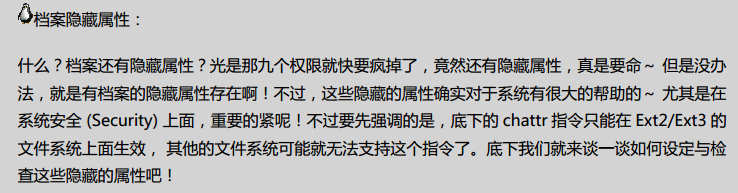 档案隐藏属性：
什么？档案还有隐藏属性？光是那九个权限就快要疯掉了，竟然还有隐藏属性，真是要命～ 但是没办
法，就是有档案的隐藏属性存在啊！不过，这些隐藏的属性确实对于系统有很大的帮助的～ 尤其是在
系统安全 (Security) 上面，重要的紧呢！不过要先强调的是，底下的 chattr 指令只能在 Ext2/Ext3 的
文件系统上面生效， 其他的文件系统可能就无法支持这个指令了。底下我们就来谈一谈如何设定与检
查这些隐藏的属性吧！